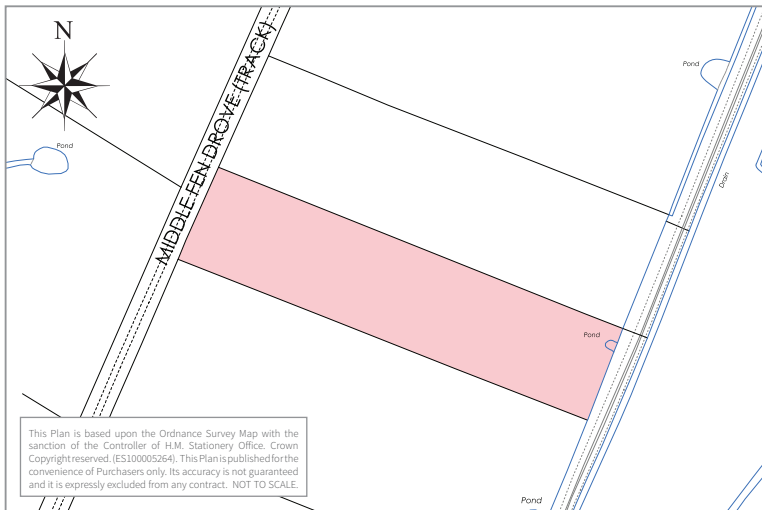 N
MIDDLE FEN DROVE (TRACK)
Pond
Pond
Drain
Pond
Pond
This Plan is based upon the Ordnance Survey Map with the
sanction of the Controller of H.M. Stationery Office. Crown
Copyright reserved. (ES100005264). This Plan is published for the
convenience of Purchasers only. Its accuracy is not guaranteed
and it is expressly excluded from any contract. NOT TO SCALE.